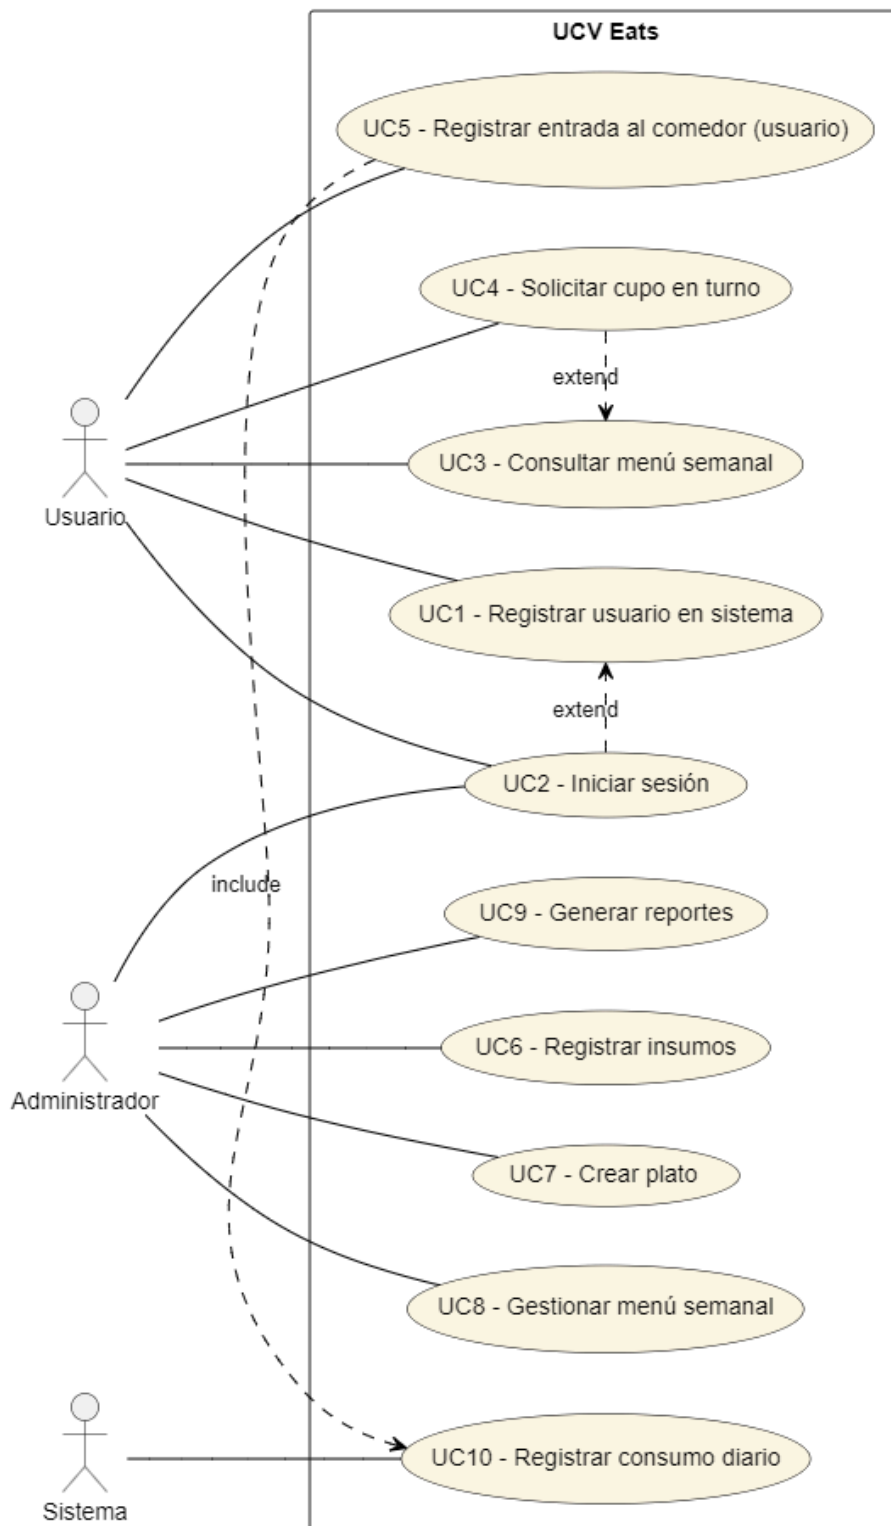 UCV Eats
UC5 - Registrar entrada al comedor (usuario)
UC4 - Solicitar cupo en turno
extend
UC3 - Consultar menú semanal
Usuario
UC1 - Registrar usuario en sistema
extend
UC2 - Iniciar sesión
include
UC9 - Generar reportes
UC6 - Registrar insumos
Administrador
UC7 - Crear plato
UC8 - Gestionar menú semanal
UC10 - Registrar consumo diario
Sistema